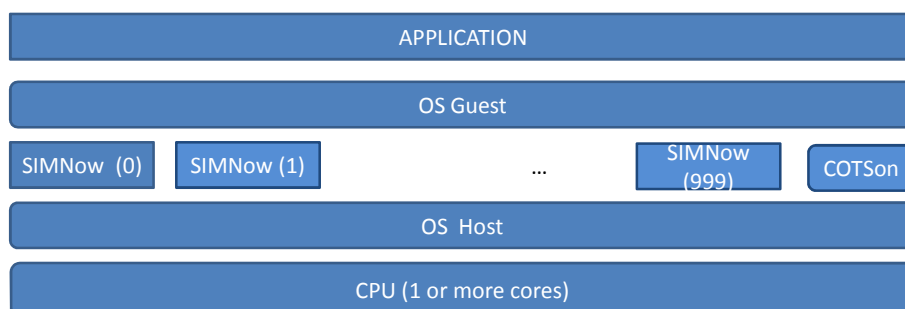 APPLICATION
OS Guest
SIMNow (0) SIMNow (1) ... SIMNow (999) COTSon
OS Host
CPU (1 or more cores)